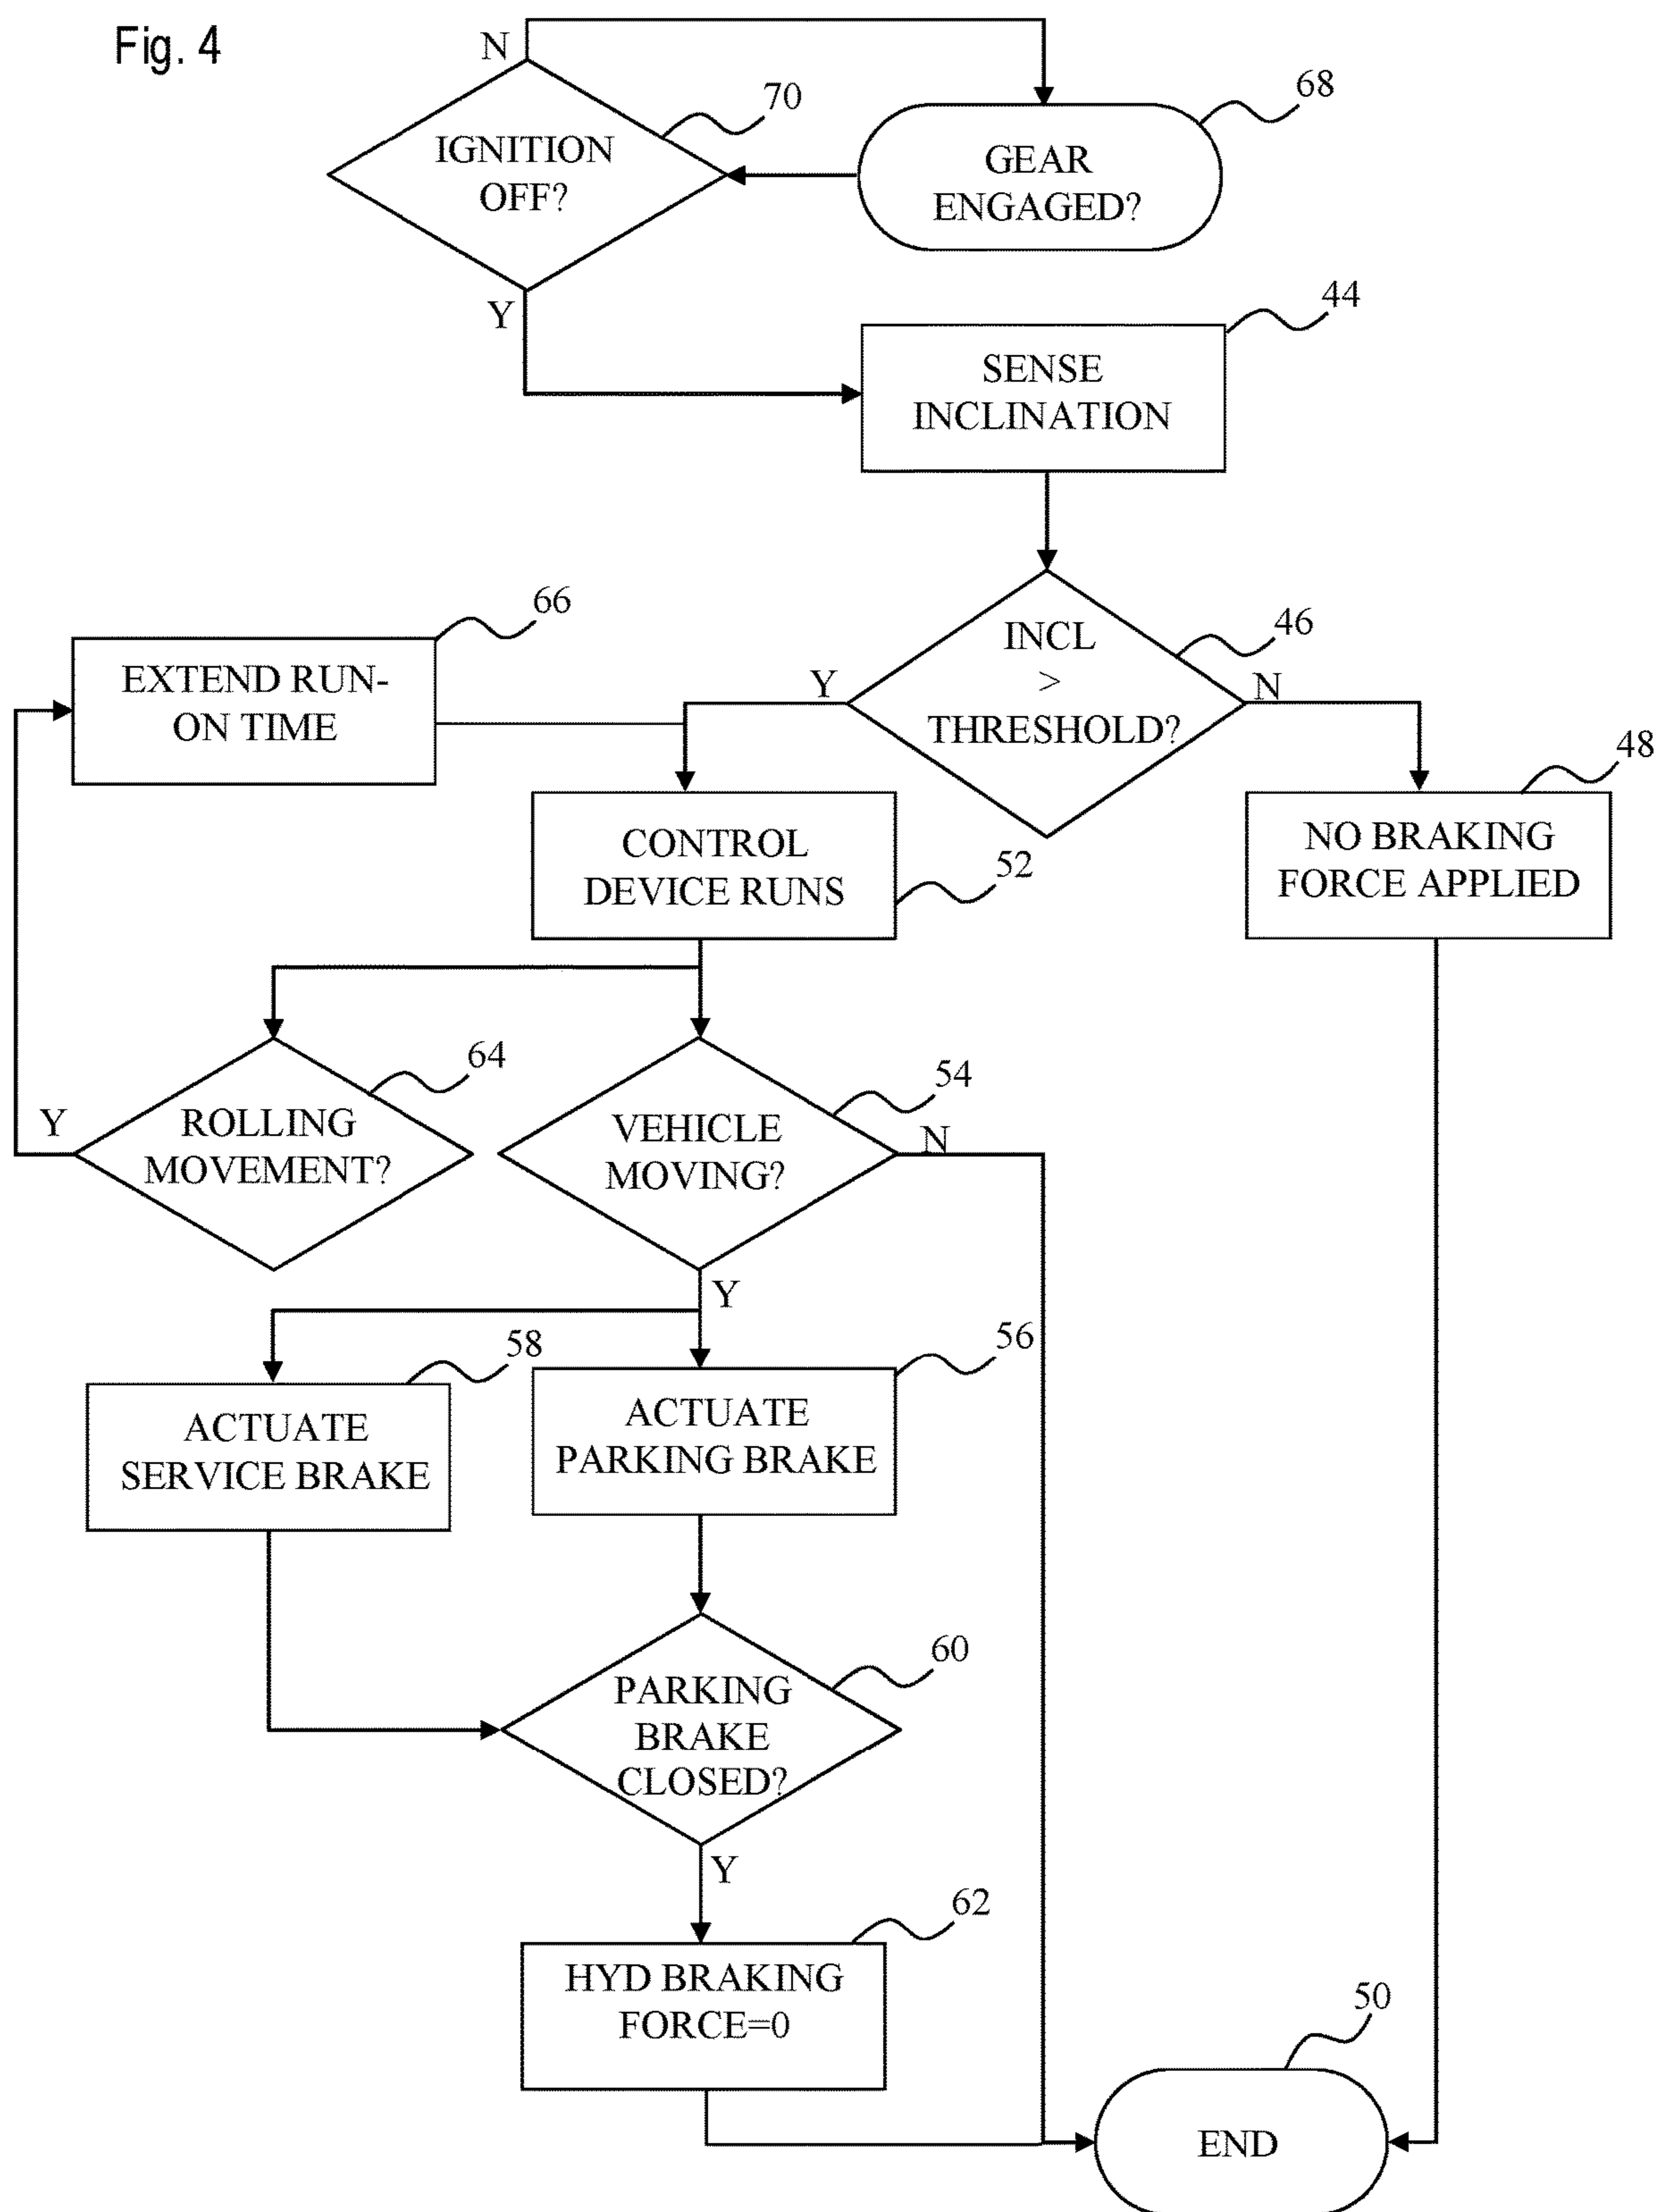 Fig. 4
N
70
68
IGNITION
OFF?
GEAR
ENGAGED?
Y
44
SENSE
INCLINATION
66
EXTEND RUN-
ON TIME
46
INCL
>
THRESHOLD?
Y
N
48
NO BRAKING
FORCE APPLIED
CONTROL
DEVICE RUNS
52
64
ROLLING
MOVEMENT?
Y
54
VEHICLE
MOVING?
N
Y
58
ACTUATE
SERVICE BRAKE
56
ACTUATE
PARKING BRAKE
60
PARKING
BRAKE
CLOSED?
Y
62
HYD BRAKING
FORCE=0
50
END